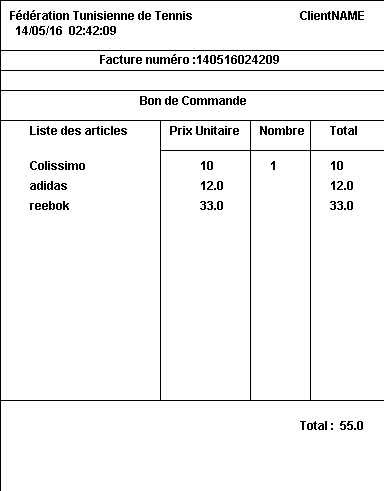 Fédération Tunisienne de Tennis ClientNAME
14/05/16 02:42:09
Facture numéro :140516024209
Bon de Commande
Liste des articles Prix Unitaire Nombre Total
Colissimo 10 1 10
adidas 12.0 12.0
reebok 33.0 33.0
Total : 55.0